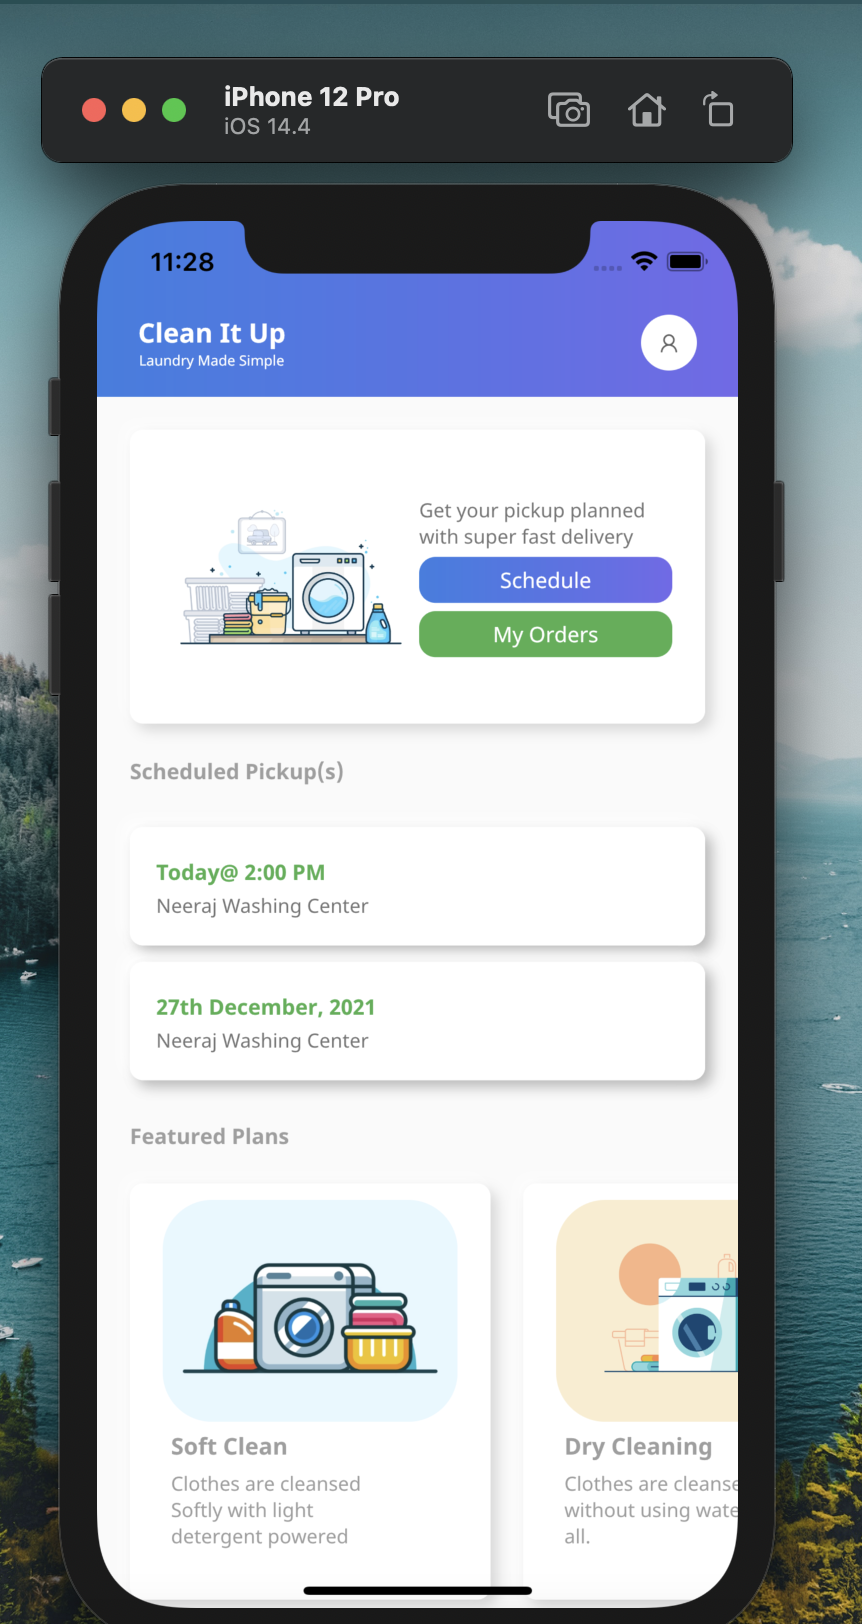 iPhone 12 Pro
iOS 14.4
11:28
Clean It Up
Laundry Made Simple
Get your pickup planned
with super fast delivery
Schedule
My Orders
Scheduled Pickup(s)
Today@ 2:00 PM
Neeraj Washing Center
27th December, 2021
Neeraj Washing Center
Featured Plans
Soft Clean
Clothes are cleansed
Softly with light
detergent powered
Dry Cleaning
Clothes are cleanse
without using wate
all.